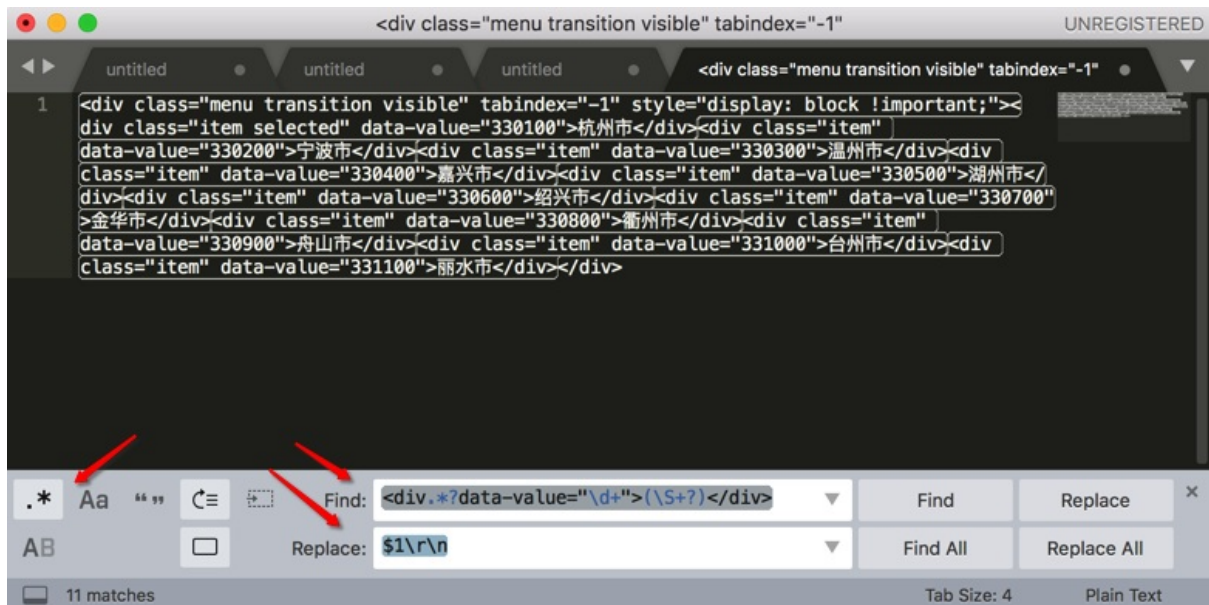 <div class="menu transition visible" tabindex="-1"
UNREGISTERED
untitled
untitled
untitled
<div class="menu transition visible" tabindex="-1"
1
<div class="menu transition visible" tabindex="-1" style="display: block !important;"><
div class="item selected" data-value="330100">杭州市</div><div class="item"
data-value="330200">宁波市</div><div class="item" data-value="330300">温州市</div><div
class="item" data-value="330400">嘉兴市</div><div class="item" data-value="330500">湖州市</
div><div class="item" data-value="330600">绍兴市</div><div class="item" data-value="330700"
>金华市</div><div class="item" data-value="330800">衢州市</div><div class="item"
data-value="330900">舟山市</div><div class="item" data-value="331000">台州市</div><div
class="item" data-value="331100">丽水市</div></div>
.* Aa “ ” Find: <div.*?data-value="\d+">(\S+?)</div> Find Replace
AB Replace: $1\r\n Find All Replace All
11 matches Tab Size: 4 Plain Text